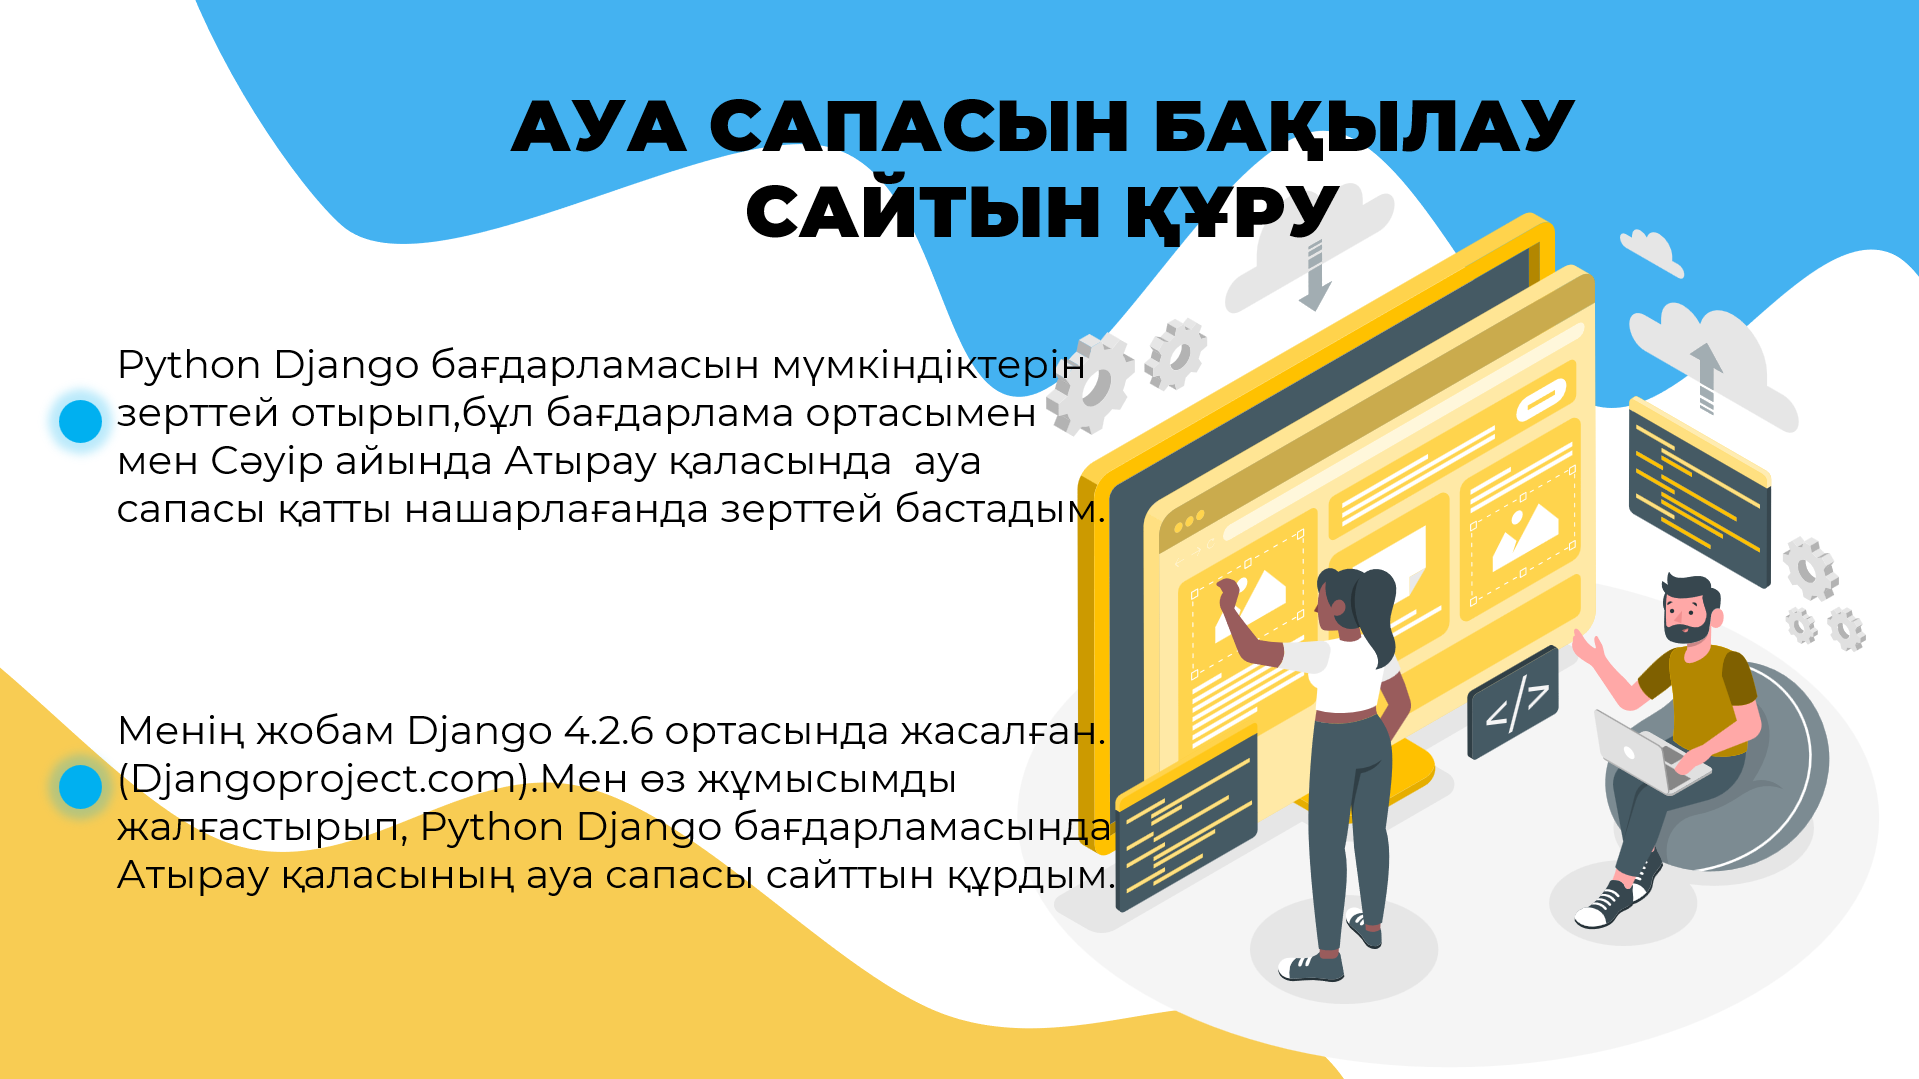 АУА САПАСЫН БАҚЫЛАУ
САЙТЫН ҚҰРУ
Python Django бағдарламасын мүмкіндіктерін
зерттей отырып,бұл бағдарлама ортасымен
мен Сәуір айында Атырау қаласында  ауа
сапасы қатты нашарлағанда зерттей бастадым.
Менің жобам Django 4.2.6 ортасында жасалған.
(Djangoproject.com).Мен өз жұмысымды
жалғастырып, Python Django бағдарламасында
Атырау қаласының ауа сапасы сайттын құрдым.